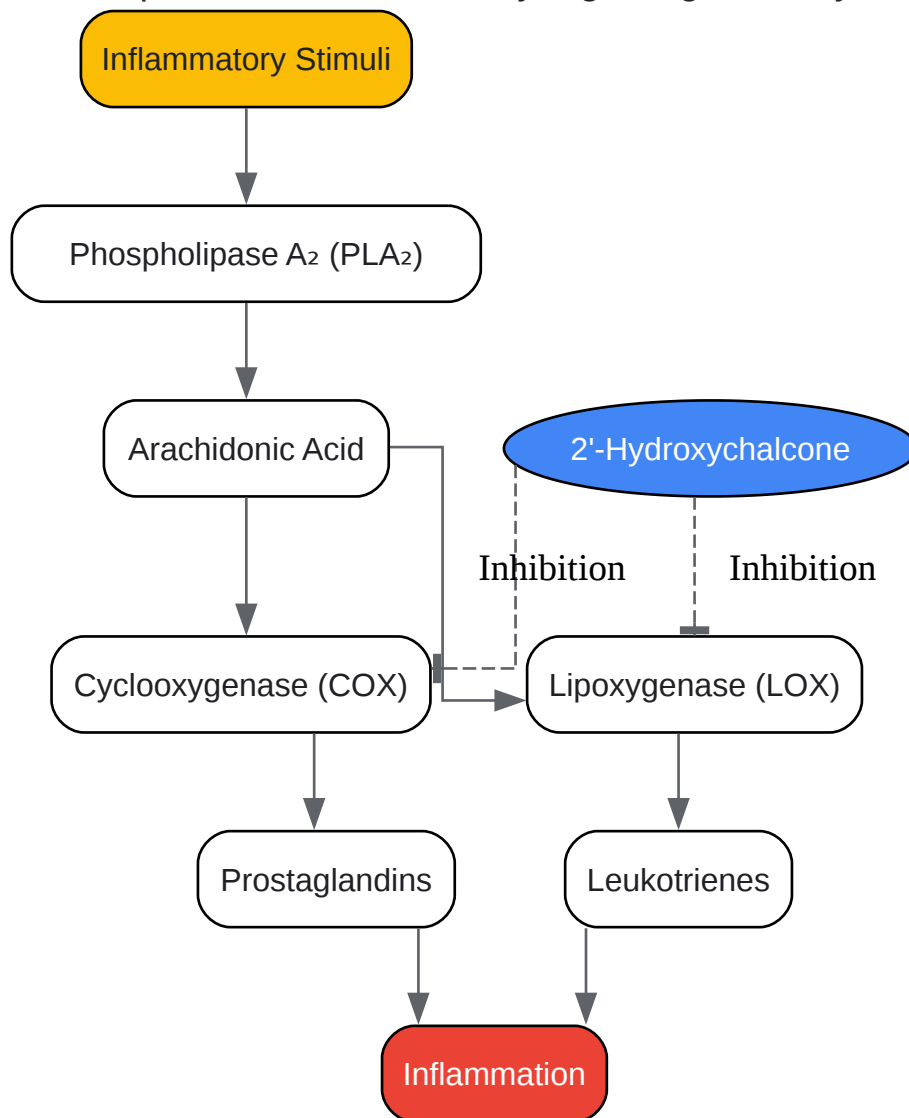 Inflammatory Stimuli
Phospholipase A₂ (PLA₂)
Arachidonic Acid
2'-Hydroxychalcone
Inhibition
Inhibition
Cyclooxygenase (COX)
Lipoxygenase (LOX)
Prostaglandins
Leukotrienes
Inflammation